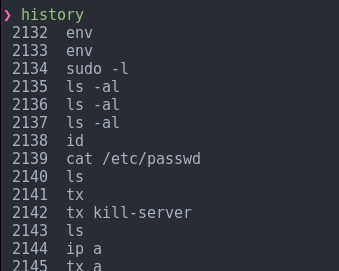 ❯ history
2132 env
2133 env
2134 sudo -l
2135 ls -al
2136 ls -al
2137 ls -al
2138 id
2139 cat /etc/passwd
2140 ls
2141 tx
2142 tx kill-server
2143 ls
2144 ip a
2145 tx a